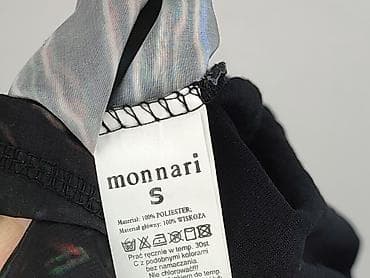 monnari
S
Materiał: 100% POLIESTER,
Materiał główny: 100% WISKOZA
Prać ręcznie w temp. 30st.
C z podobnymi kolorami
bez namaczania.
Nie chlorować!!!